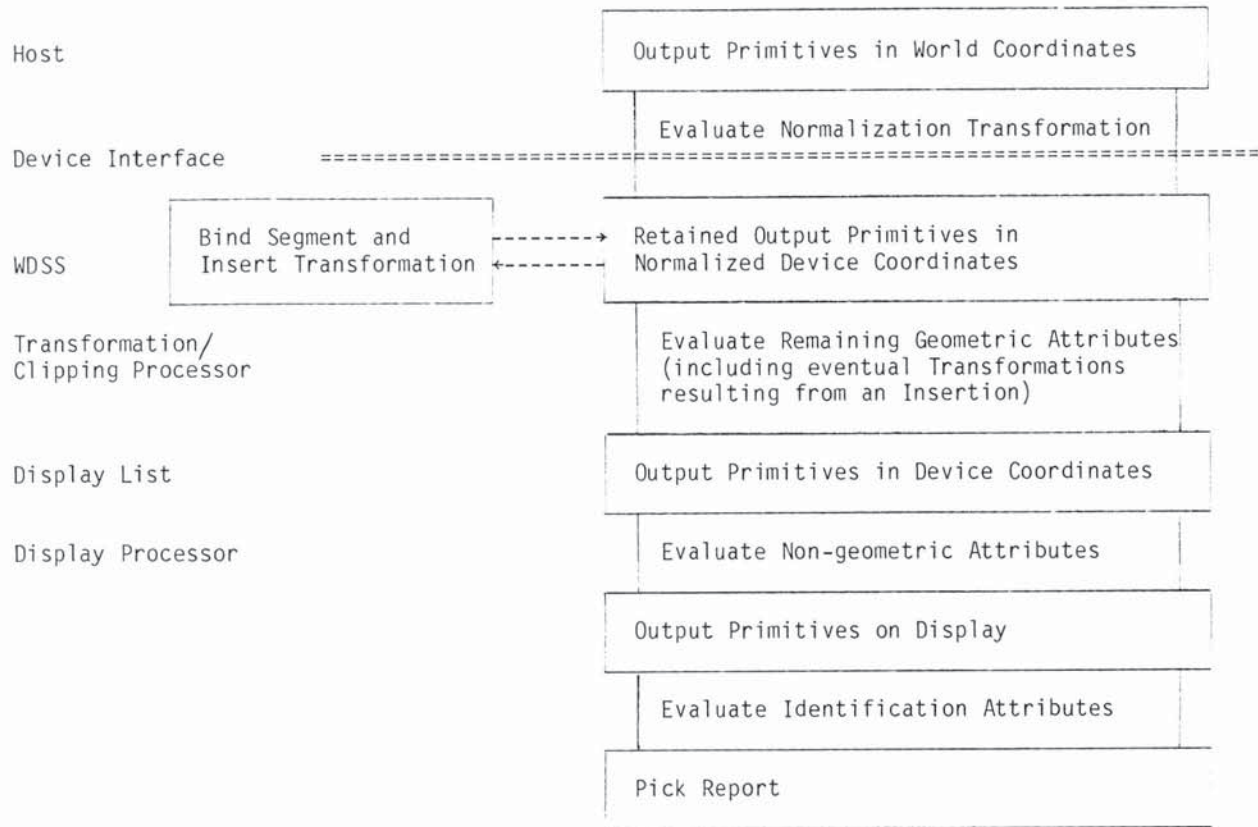 Host
Output Primitives in World Coordinates
Evaluate Normalization Transformation
Device Interface
Bind Segment and
Insert Transformation
WDSS
Retained Output Primitives in
Normalized Device Coordinates
Transformation/
Clipping Processor
Evaluate Remaining Geometric Attributes
(including eventual Transformations
resulting from an Insertion)
Display List
Output Primitives in Device Coordinates
Display Processor
Evaluate Non-geometric Attributes
Output Primitives on Display
Evaluate Identification Attributes
Pick Report